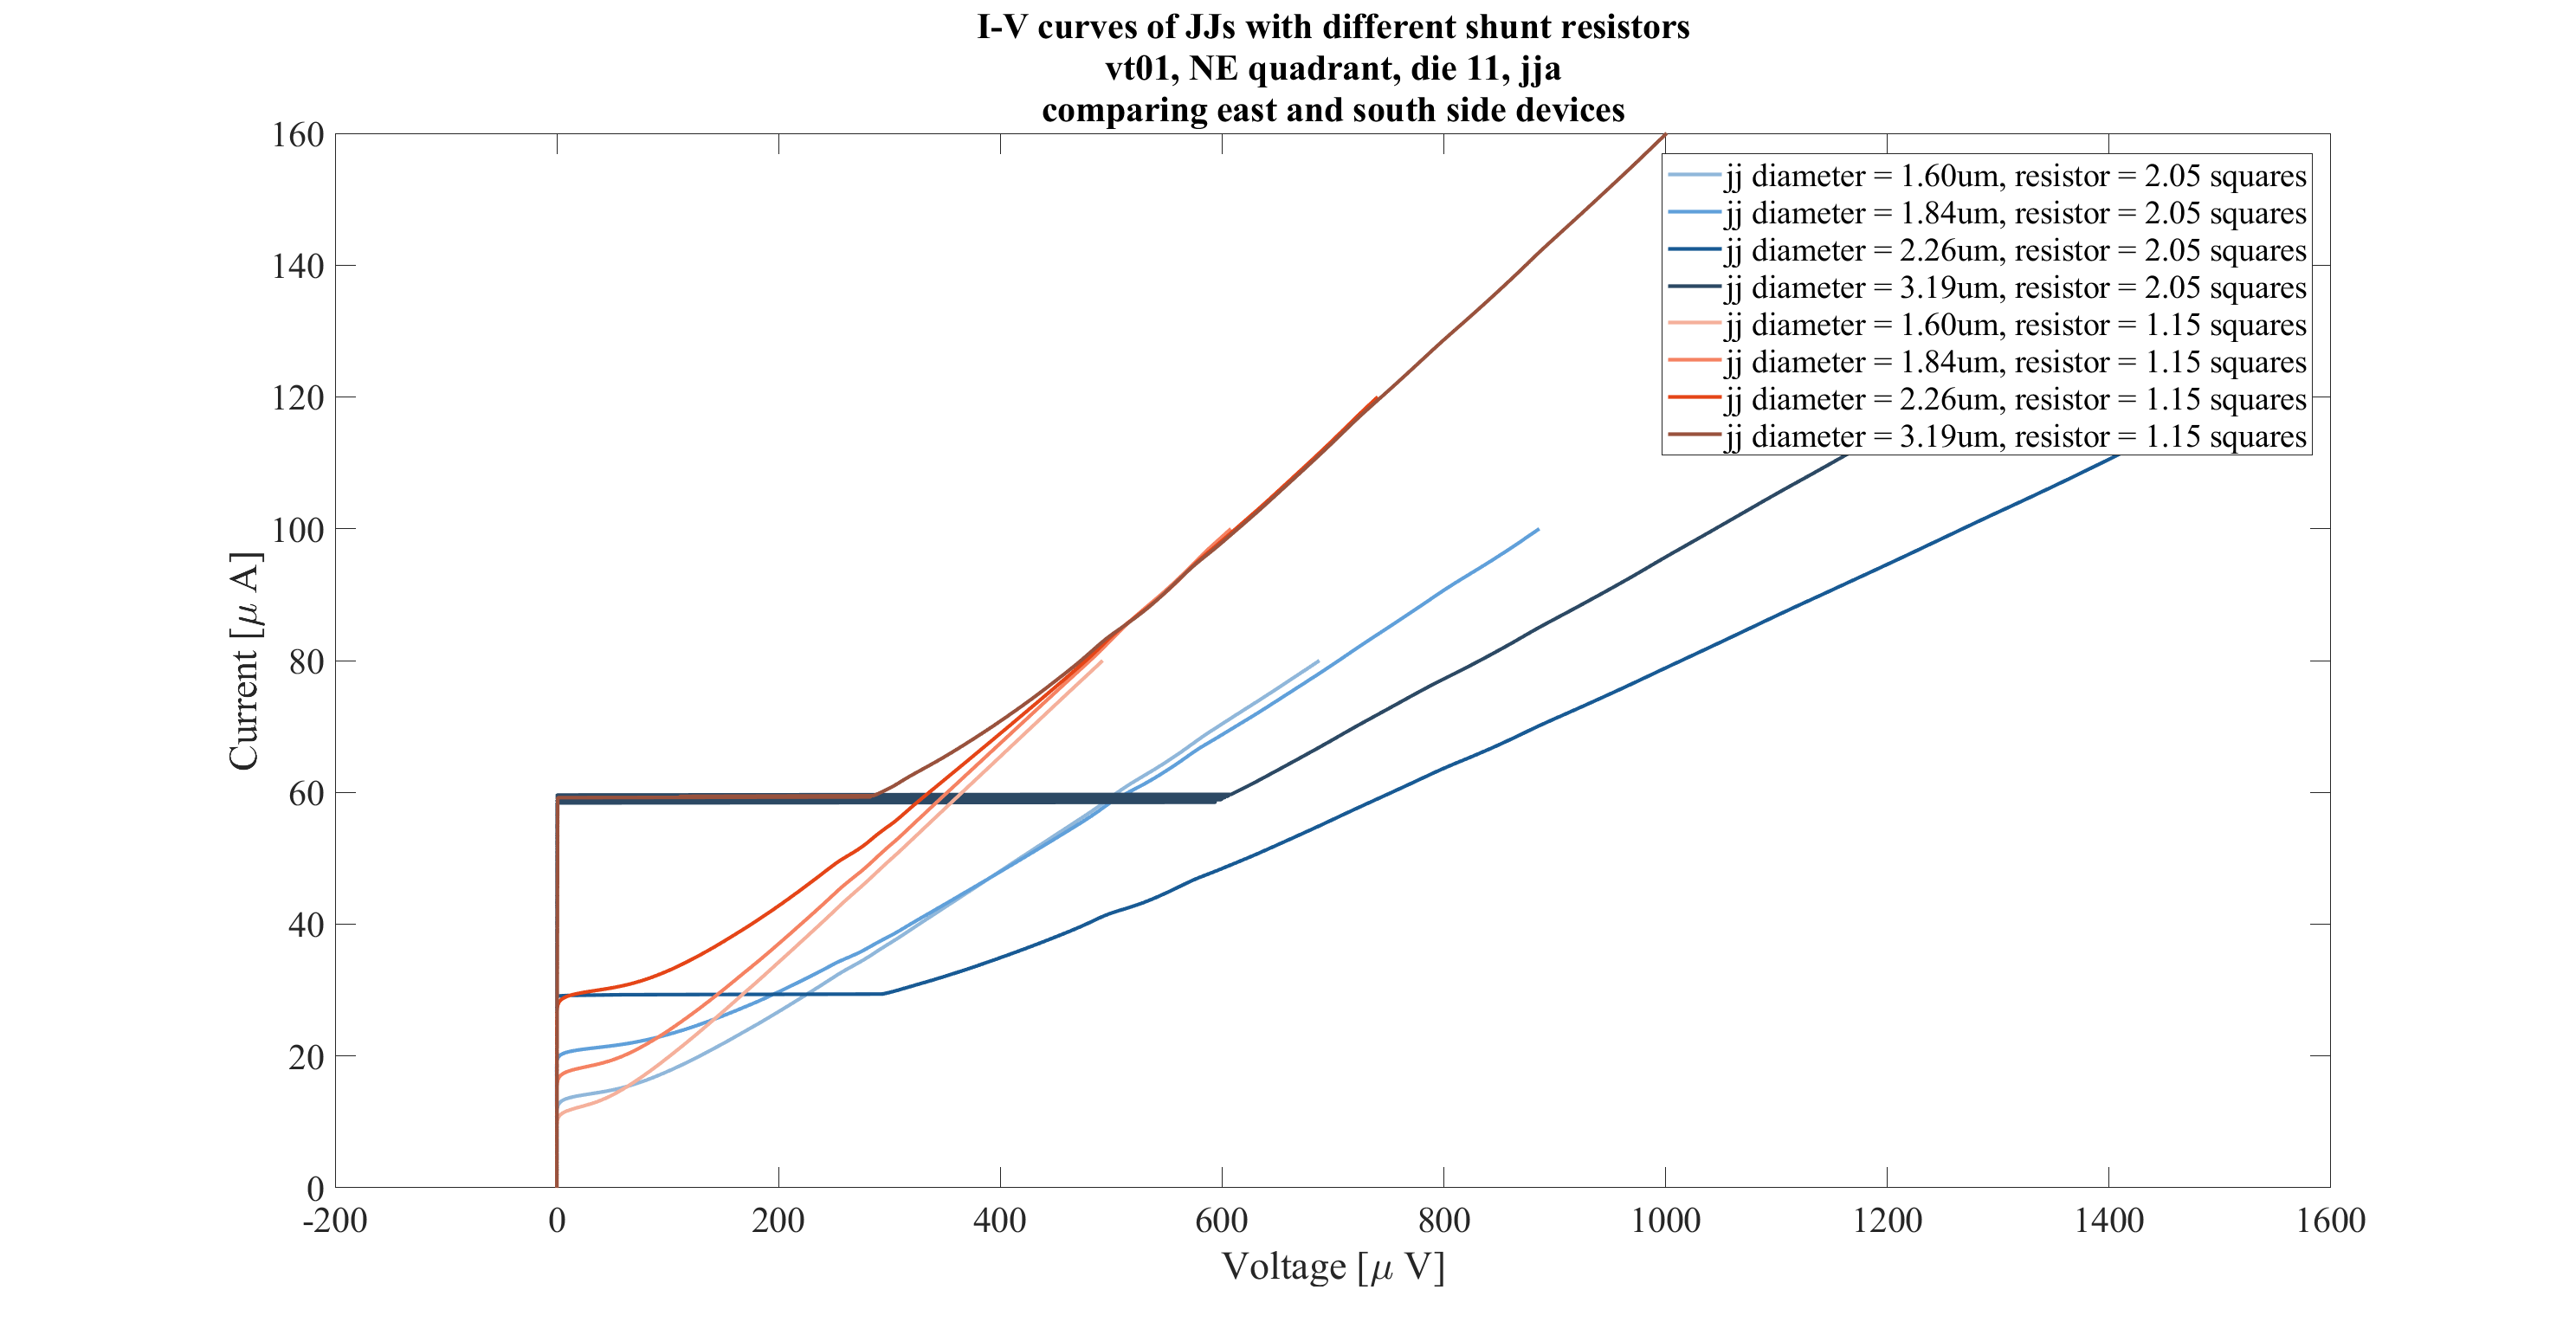 I-V curves of JJs with different shunt resistors
vt01, NE quadrant, die 11, jja
comparing east and south side devices
160
140
120
100
80
60
40
20
0
Current [μ A]
jj diameter = 1.60um, resistor = 2.05 squares
jj diameter = 1.84um, resistor = 2.05 squares
jj diameter = 2.26um, resistor = 2.05 squares
jj diameter = 3.19um, resistor = 2.05 squares
jj diameter = 1.60um, resistor = 1.15 squares
jj diameter = 1.84um, resistor = 1.15 squares
jj diameter = 2.26um, resistor = 1.15 squares
jj diameter = 3.19um, resistor = 1.15 squares
-200 0 200 400 600 800 1000 1200 1400 1600
Voltage [μ V]